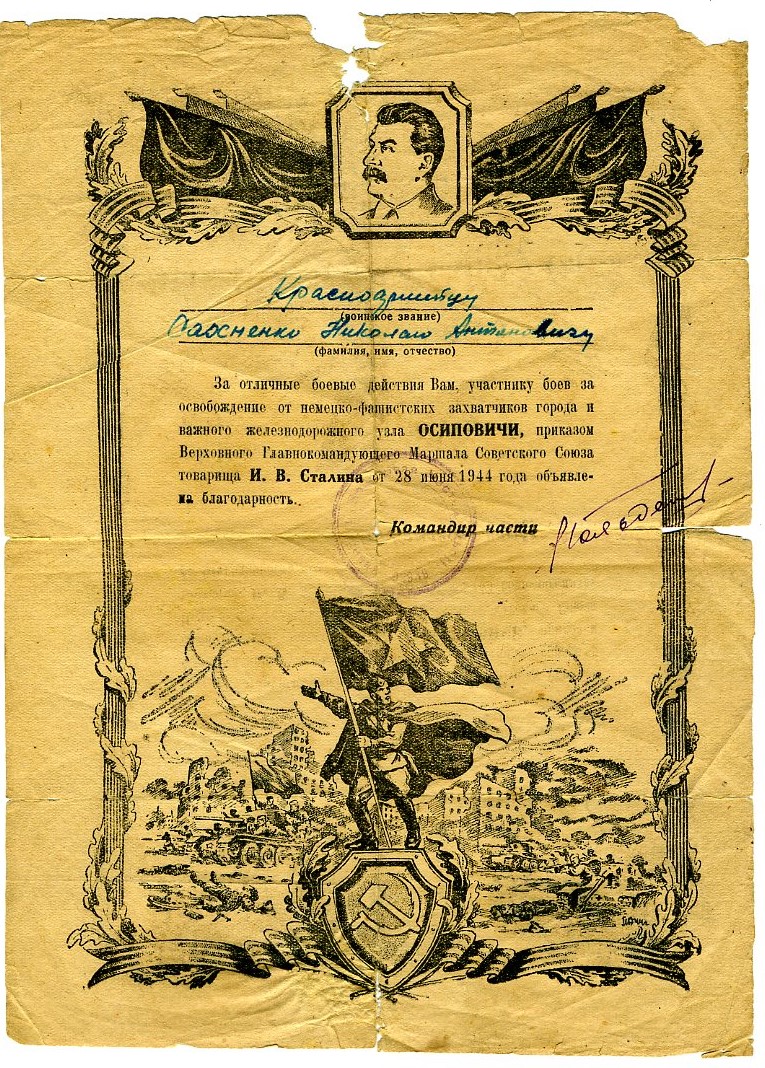 Красноармейцу
(воинское звание)
Николаю Антоновичу
(фамилия, имя, отчество)
За отличные боевые действия Вам, участнику боев за
освобождение от немецко-фашистских захватчиков города и
важного железнодорожного узла ОСИПОВИЧИ, приказом
Верховного Главнокомандующего Маршала Советского Союза
товарища И. В. Сталина от 28 июня 1944 года объявле-
на благодарность.
Командир части